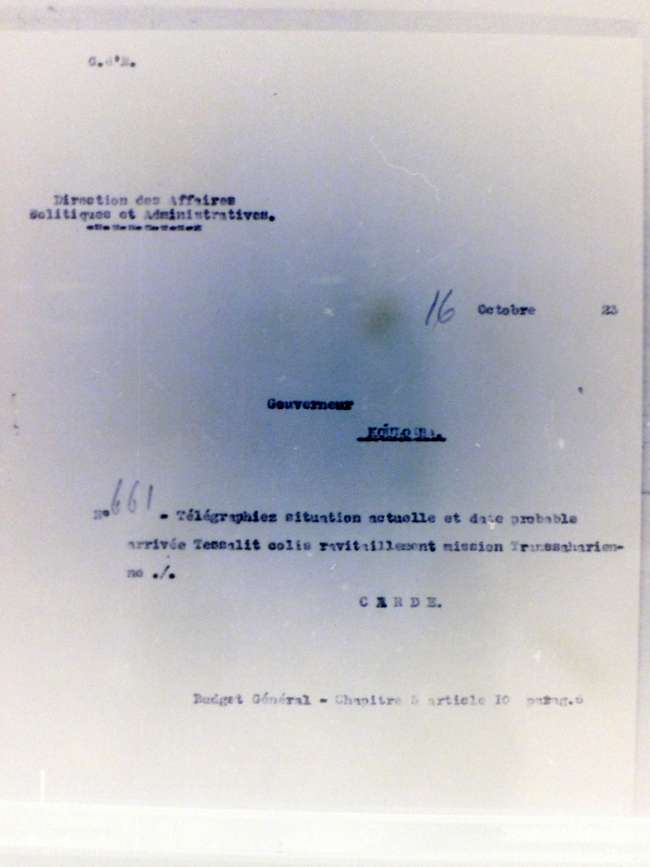 G.d'E.
Direction des Affaires
Politiques et Administratives.
16 Octobre 23
Gouverneur
KOULOUBA.
N° 661 - Télégraphiez situation actuelle et date probable
arrivée Tessalit colis ravitaillement mission Transsaharien-
ne ./.
C A R D E.
Budget Général - Chapitre 5 article 10 parag.6